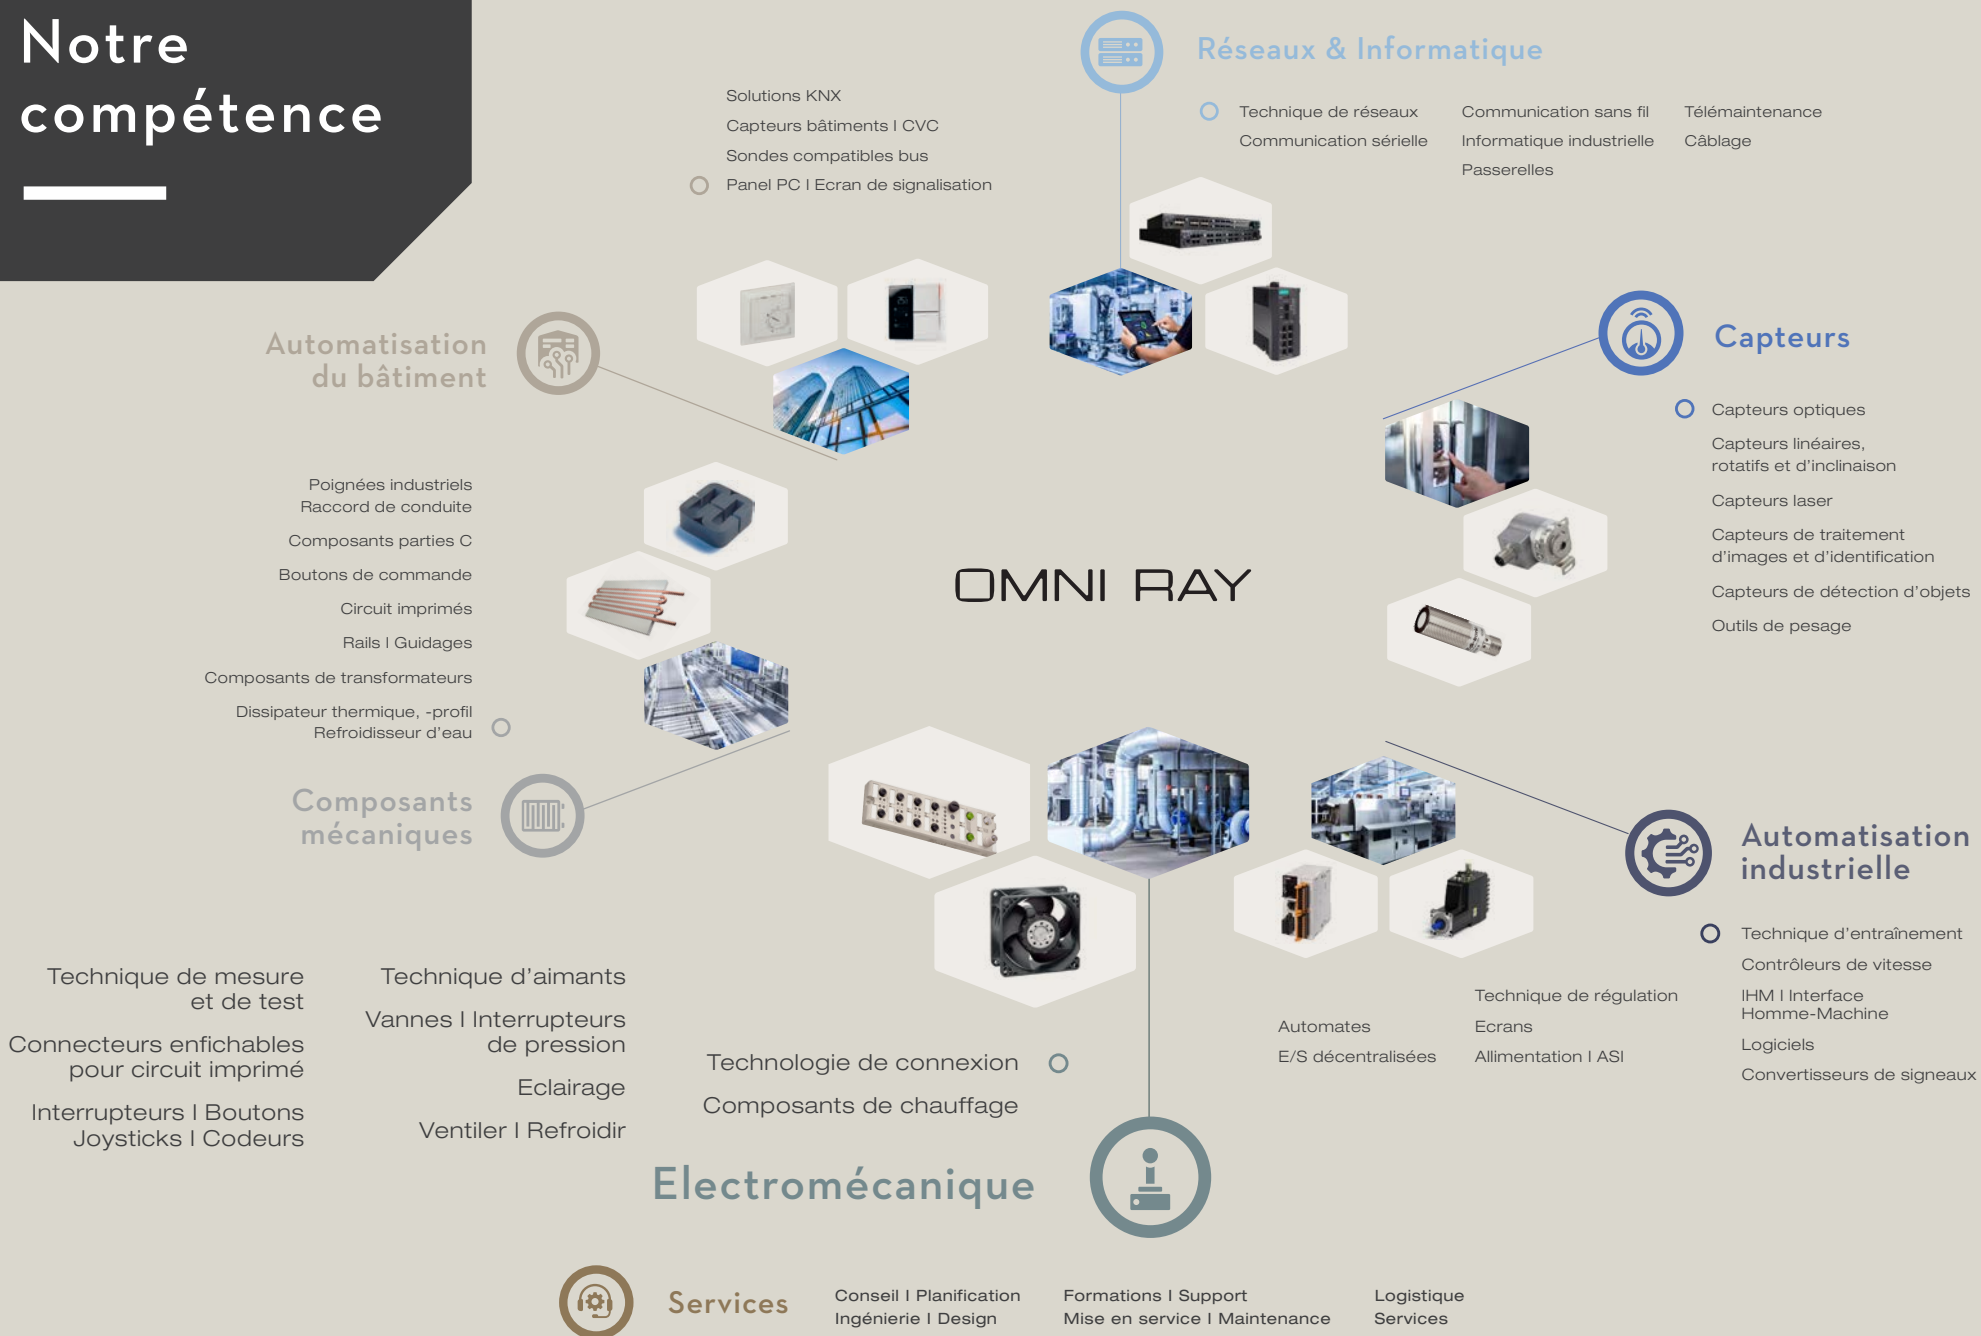 Notre
compétence
Réseaux & Informatique
Technique de réseaux
Communication sérielle
Communication sans fil
Informatique industrielle
Passerelles
Télémaintenance
Câblage
Solutions KNX
Capteurs bâtiments I CVC
Sondes compatibles bus
Panel PC I Ecran de signalisation
Automatisation
du bâtiment
Capteurs
Capteurs optiques
Capteurs linéaires,
rotatifs et d'inclinaison
Capteurs laser
Capteurs de traitement
d'images et d'identification
Capteurs de détection d'objets
Outils de pesage
Poignées industriels
Raccord de conduite
Composants parties C
Boutons de commande
Circuit imprimés
Rails I Guidages
Composants de transformateurs
Dissipateur thermique, -profil
Refroidisseur d'eau
Composants
mécaniques
OMNI RAY
Automatisation
industrielle
Technique d'entraînement
Contrôleurs de vitesse
IHM I Interface
Homme-Machine
Logiciels
Convertisseurs de signeaux
Technique de régulation
Ecrans
Allimentation I ASI
Automates
E/S décentralisées
Technique de mesure
et de test
Connecteurs enfichables
pour circuit imprimé
Interrupteurs I Boutons
Joysticks I Codeurs
Technique d'aimants
Vannes I Interrupteurs
de pression
Eclairage
Ventiler I Refroidir
Technologie de connexion
Composants de chauffage
Electromécanique
Services
Conseil I Planification
Ingénierie I Design
Formations I Support
Mise en service I Maintenance
Logistique
Services